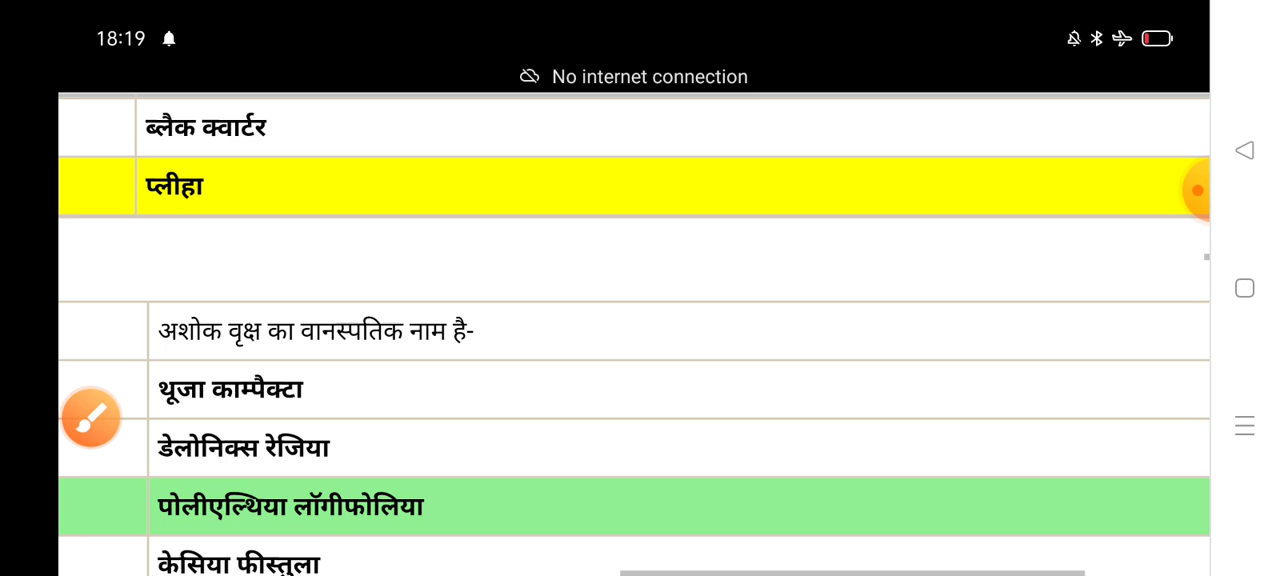 18:19
No internet connection
ब्लैक क्वार्टर
प्लीहा
अशोक वृक्ष का वानस्पतिक नाम है-
थूजा काम्पैक्टा
डेलोनिक्स रेजिया
पोलीएल्थिया लॉगीफोलिया
केसिया फीस्तुला